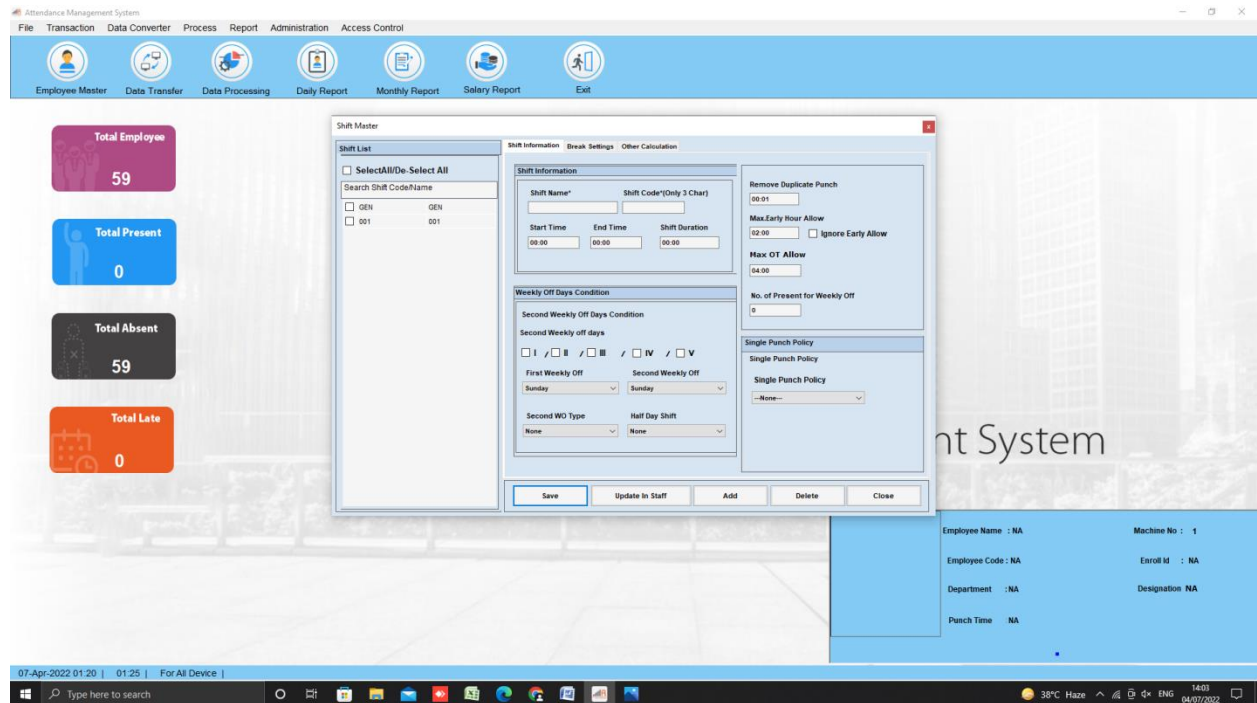 Attendance Management System
File Transaction Data Converter Process Report Administration Access Control
Employee Master Data Transfer Data Processing Daily Report Monthly Report Salary Report Exit
Total Employee
59
Total Present
0
Total Absent
59
Total Late
0
Shift Master
Shift List
SelectAll/De-Select All
Search Shift Code/Name
GEN GEN
001 001
Shift Information Break Settings Other Calculation
Shift Information
Shift Name* Shift Code*(Only 3 Char)
Start Time End Time Shift Duration
00:00 00:00 00:00
Weekly Off Days Condition
Second Weekly Off Days Condition
Second Weekly off days
I / II / III / IV / V
First Weekly Off Second Weekly Off
Sunday Sunday
Second WO Type Half Day Shift
None None
Remove Duplicate Punch
00:01
Max.Early Hour Allow
02:00 Ignore Early Allow
Max OT Allow
04:00
No. of Present for Weekly Off
0
Single Punch Policy
Single Punch Policy
Single Punch Policy
---None---
Save Update In Staff Add Delete Close
nt System
Employee Name : NA Machine No : 1
Employee Code : NA Enroll Id : NA
Department : NA Designation NA
Punch Time NA
07-Apr-2022 01:20 | 01:25 | For All Device |
Type here to search
38°C Haze ENG 14:03
04/07/2022